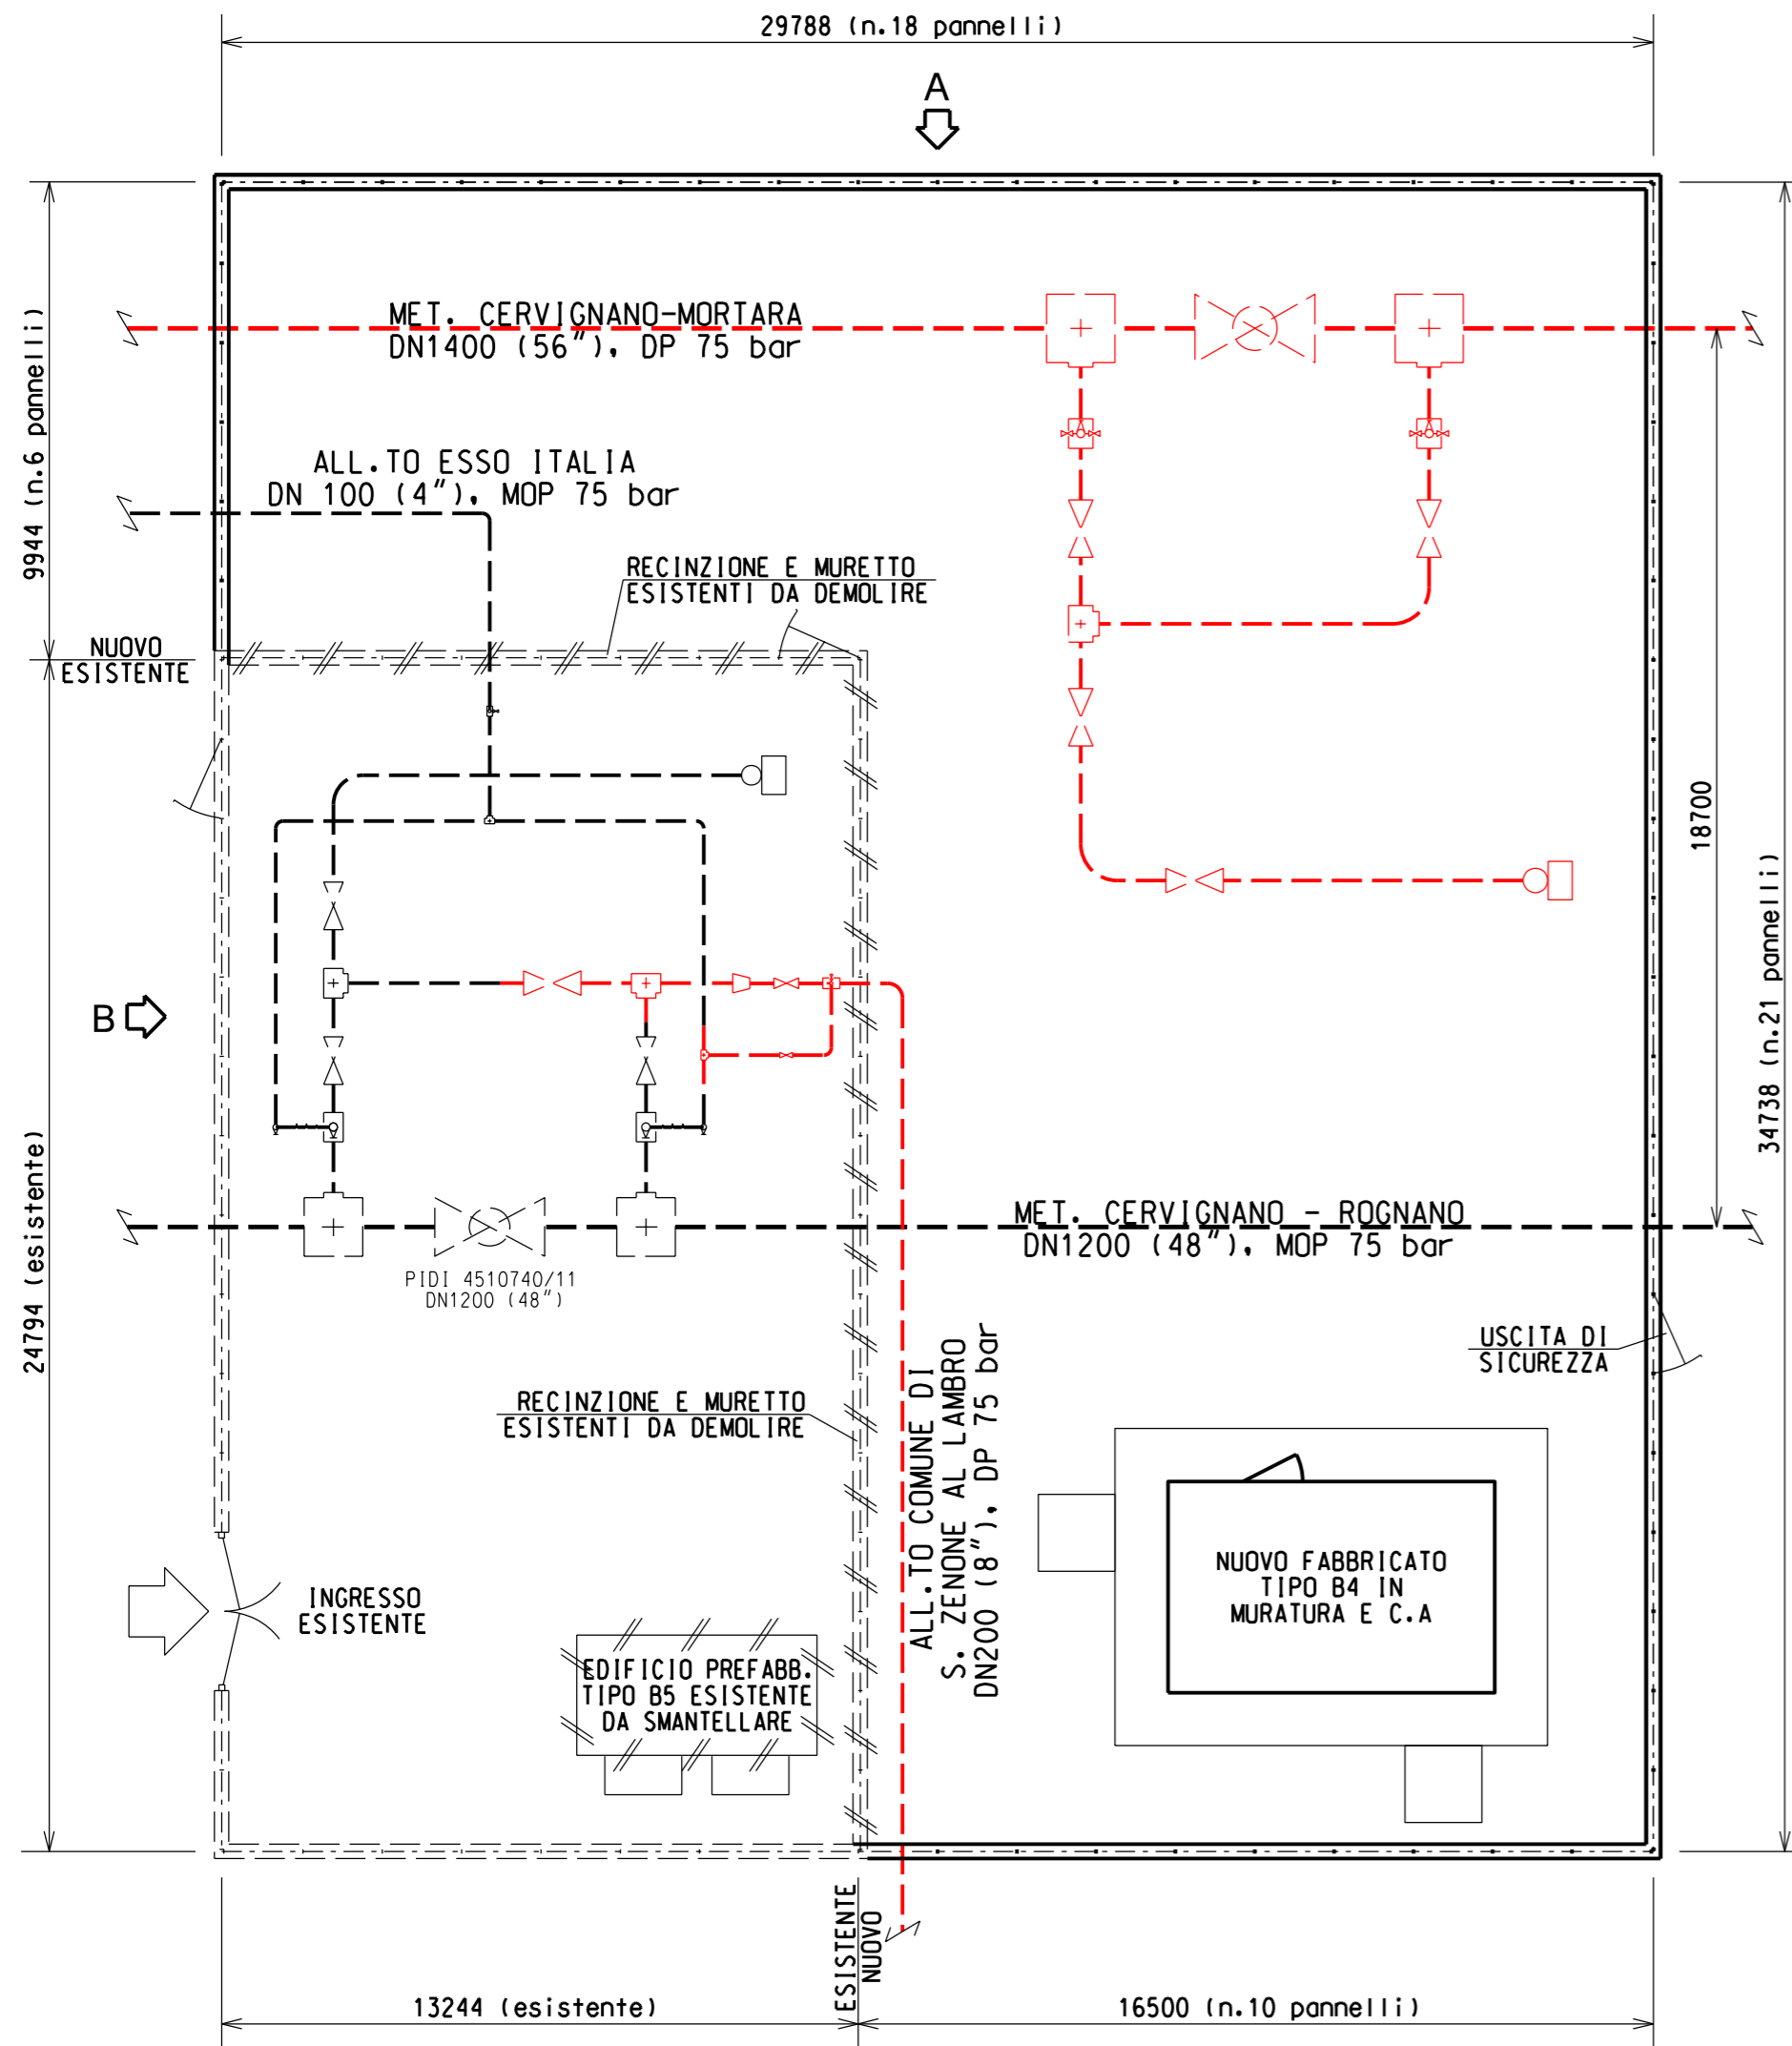 29788 (n.18 pannelli)
A
MET. CERVIGNANO-MORTARA
DN1400 (56"), DP 75 bar
9944 (n.6 pannelli)
ALL.TO ESSO ITALIA
DN 100 (4"), MOP 75 bar
RECINZIONE E MURETTO
ESISTENTI DA DEMOLIRE
NUOVO
ESISTENTE
18700
34738 (n.21 pannelli)
B
MET. CERVIGNANO - ROGNANO
DN1200 (48"), MOP 75 bar
PIDI 4510740/11
DN1200 (48")
24794 (esistente)
USCITA DI
SICUREZZA
RECINZIONE E MURETTO
ESISTENTI DA DEMOLIRE
ALL.TO COMUNE DI
S. ZENONE AL LAMBRO
DN200 (8"), DP 75 bar
INGRESSO
ESISTENTE
NUOVO FABBRICATO
TIPO B4 IN
MURATURA E C.A
EDIFICIO PREFABB.
TIPO B5 ESISTENTE
DA SMANTELLARE
ESISTENTE
NUOVO
13244 (esistente)
16500 (n.10 pannelli)